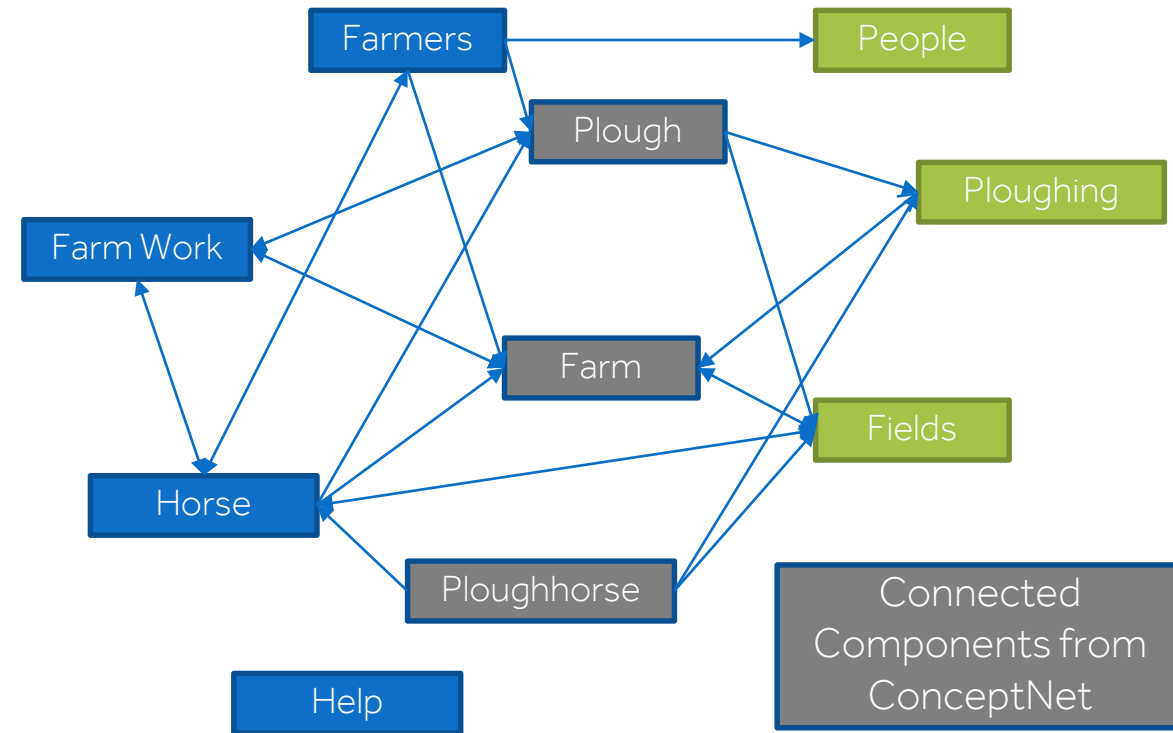 Farmers
People
Plough
Ploughing
Farm Work
Farm
Fields
Horse
Ploughhorse
Connected
Components from
ConceptNet
Help